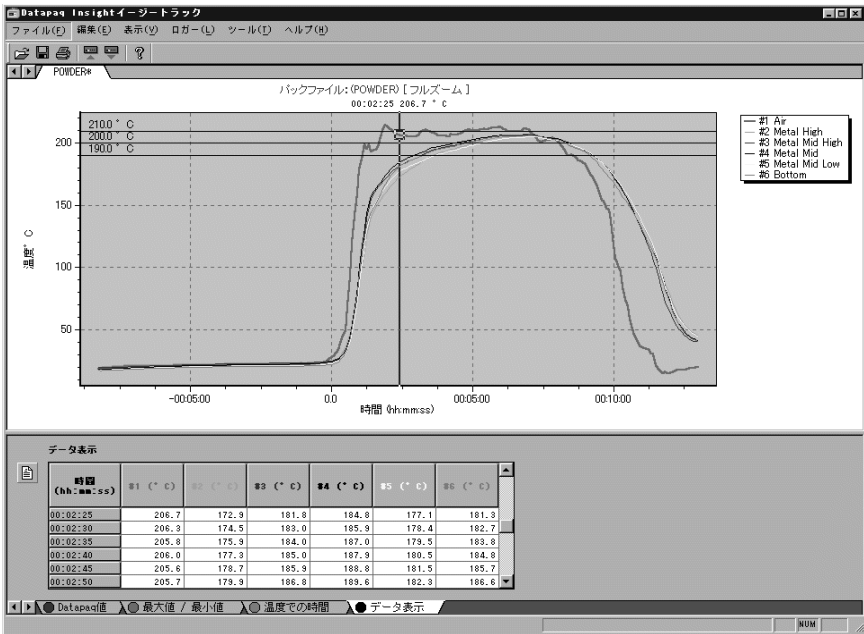 Datapaq Insightイージートラック
ファイル(F) 編集(E) 表示(V) ロガー(L) ツール(T) ヘルプ(H)
POWDER*
パックファイル:(POWDER) [ フルズーム ]
00:02:25 206.7 ° C
210.0 ° C
200.0 ° C
190.0 ° C
200
150
100
50
温度° C
-00:05:00 0.0 00:05:00 00:10:00
時間 (hh:mm:ss)
#1 Air
#2 Metal High
#3 Metal Mid High
#4 Metal Mid
#5 Metal Mid Low
#6 Bottom
データ表示
時間 (hh:mm:ss) #1 (° C) #2 (° C) #3 (° C) #4 (° C) #5 (° C) #6 (° C)
00:02:25 206.7 172.9 181.8 184.8 177.1 181.3
00:02:30 206.3 174.5 183.0 185.9 178.4 182.7
00:02:35 205.8 175.9 184.0 187.0 179.5 183.8
00:02:40 206.0 177.3 185.0 187.9 180.5 184.8
00:02:45 205.6 178.7 185.9 188.8 181.5 185.7
00:02:50 205.7 179.9 186.8 189.6 182.3 186.6
Datapaq値 最大値 / 最小値 温度での時間 データ表示
NUM